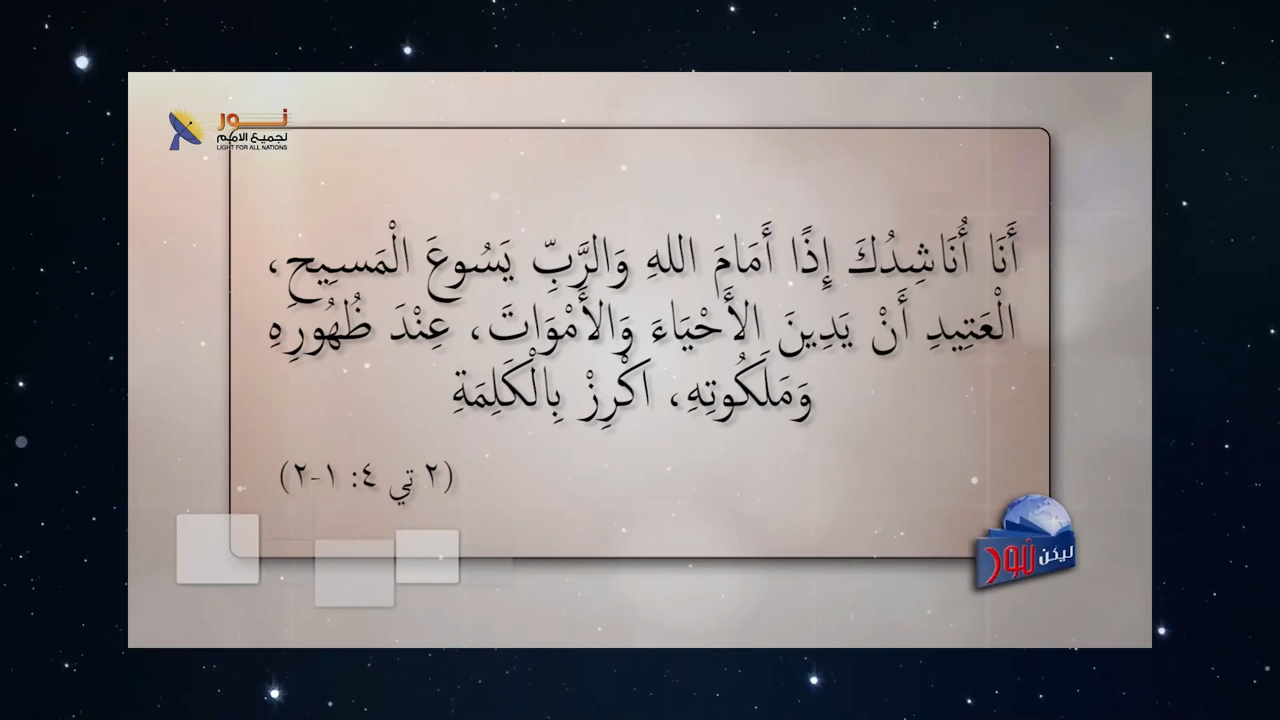 نور
لجميع الامم
LIGHT FOR ALL NATIONS
أَنَا أُنَاشِدُكَ إِذًا أَمَامَ اللهِ وَالرَّبِّ يَسُوعَ الْمَسِيحِ،
الْعَتِيدِ أَنْ يَدِينَ الأَحْيَاءَ وَالأَمْوَاتَ، عِنْدَ ظُهُورِهِ
وَمَلَكُوتِهِ، اكْرِزْ بِالْكَلِمَةِ
(٢ تي ٤: ١-٢)
ليكن نور